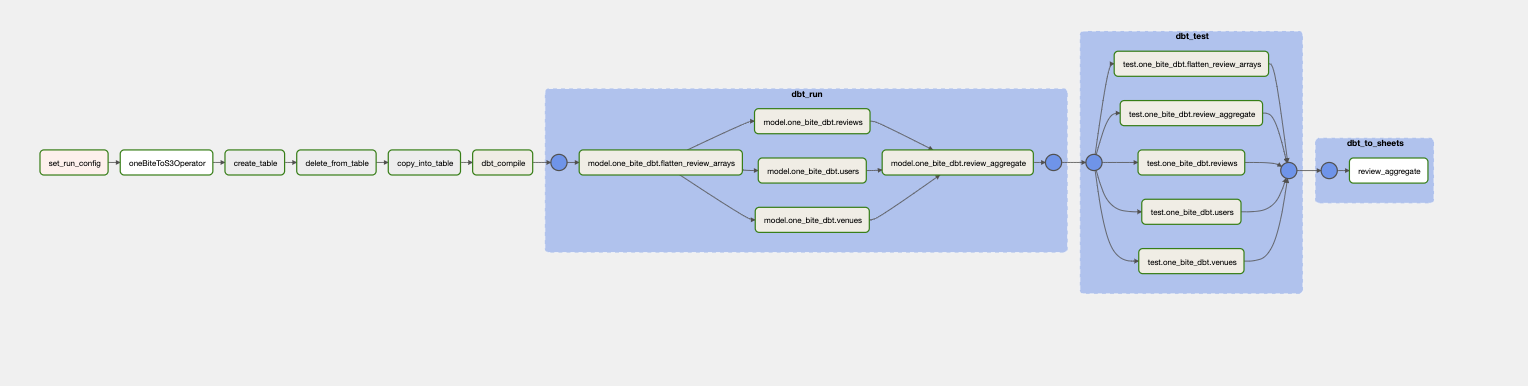 set_run_config
oneBiteToS3Operator
create_table
delete_from_table
copy_into_table
dbt_compile
dbt_run
model.one_bite_dbt.flatten_review_arrays
model.one_bite_dbt.reviews
model.one_bite_dbt.users
model.one_bite_dbt.venues
model.one_bite_dbt.review_aggregate
dbt_test
test.one_bite_dbt.flatten_review_arrays
test.one_bite_dbt.review_aggregate
test.one_bite_dbt.reviews
test.one_bite_dbt.users
test.one_bite_dbt.venues
dbt_to_sheets
review_aggregate